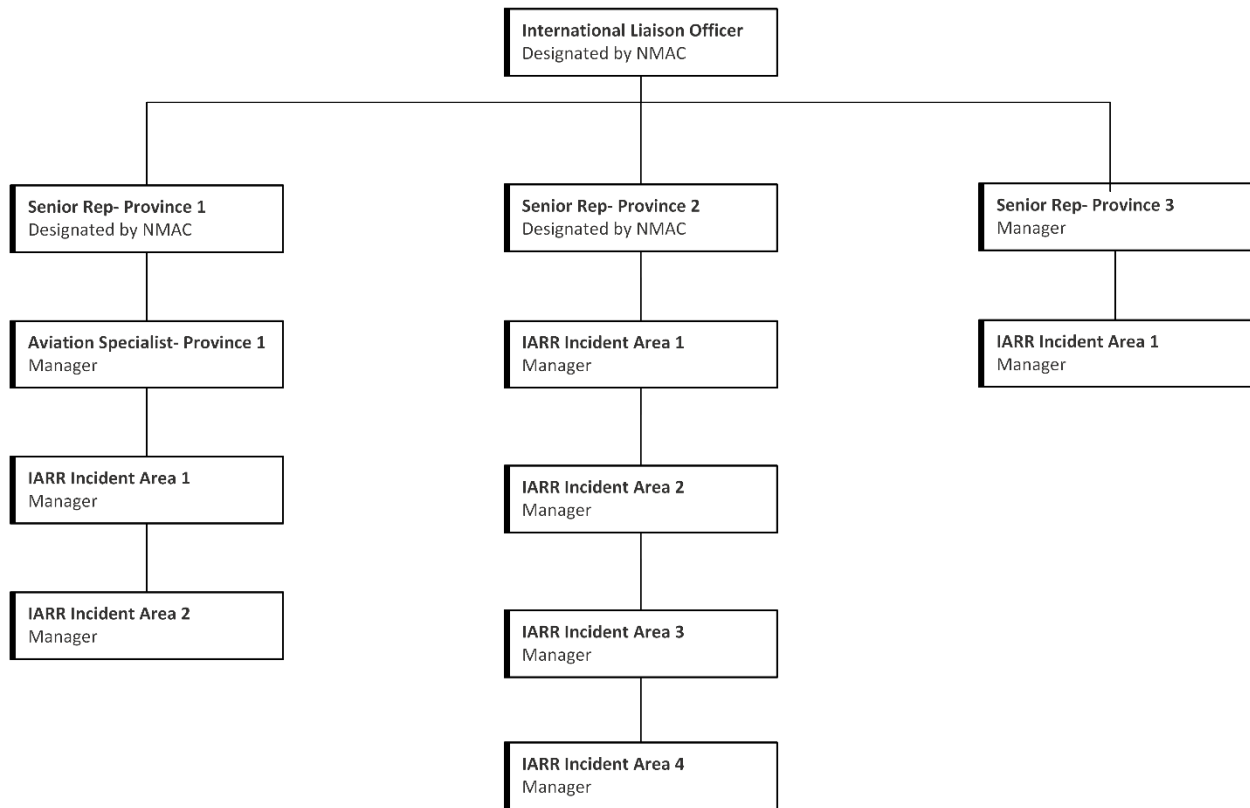 International Liaison Officer
Designated by NMAC
Senior Rep- Province 1
Designated by NMAC
Senior Rep- Province 2
Designated by NMAC
Senior Rep- Province 3
Manager
Aviation Specialist- Province 1
Manager
IARR Incident Area 1
Manager
IARR Incident Area 1
Manager
IARR Incident Area 1
Manager
IARR Incident Area 2
Manager
IARR Incident Area 2
Manager
IARR Incident Area 3
Manager
IARR Incident Area 4
Manager